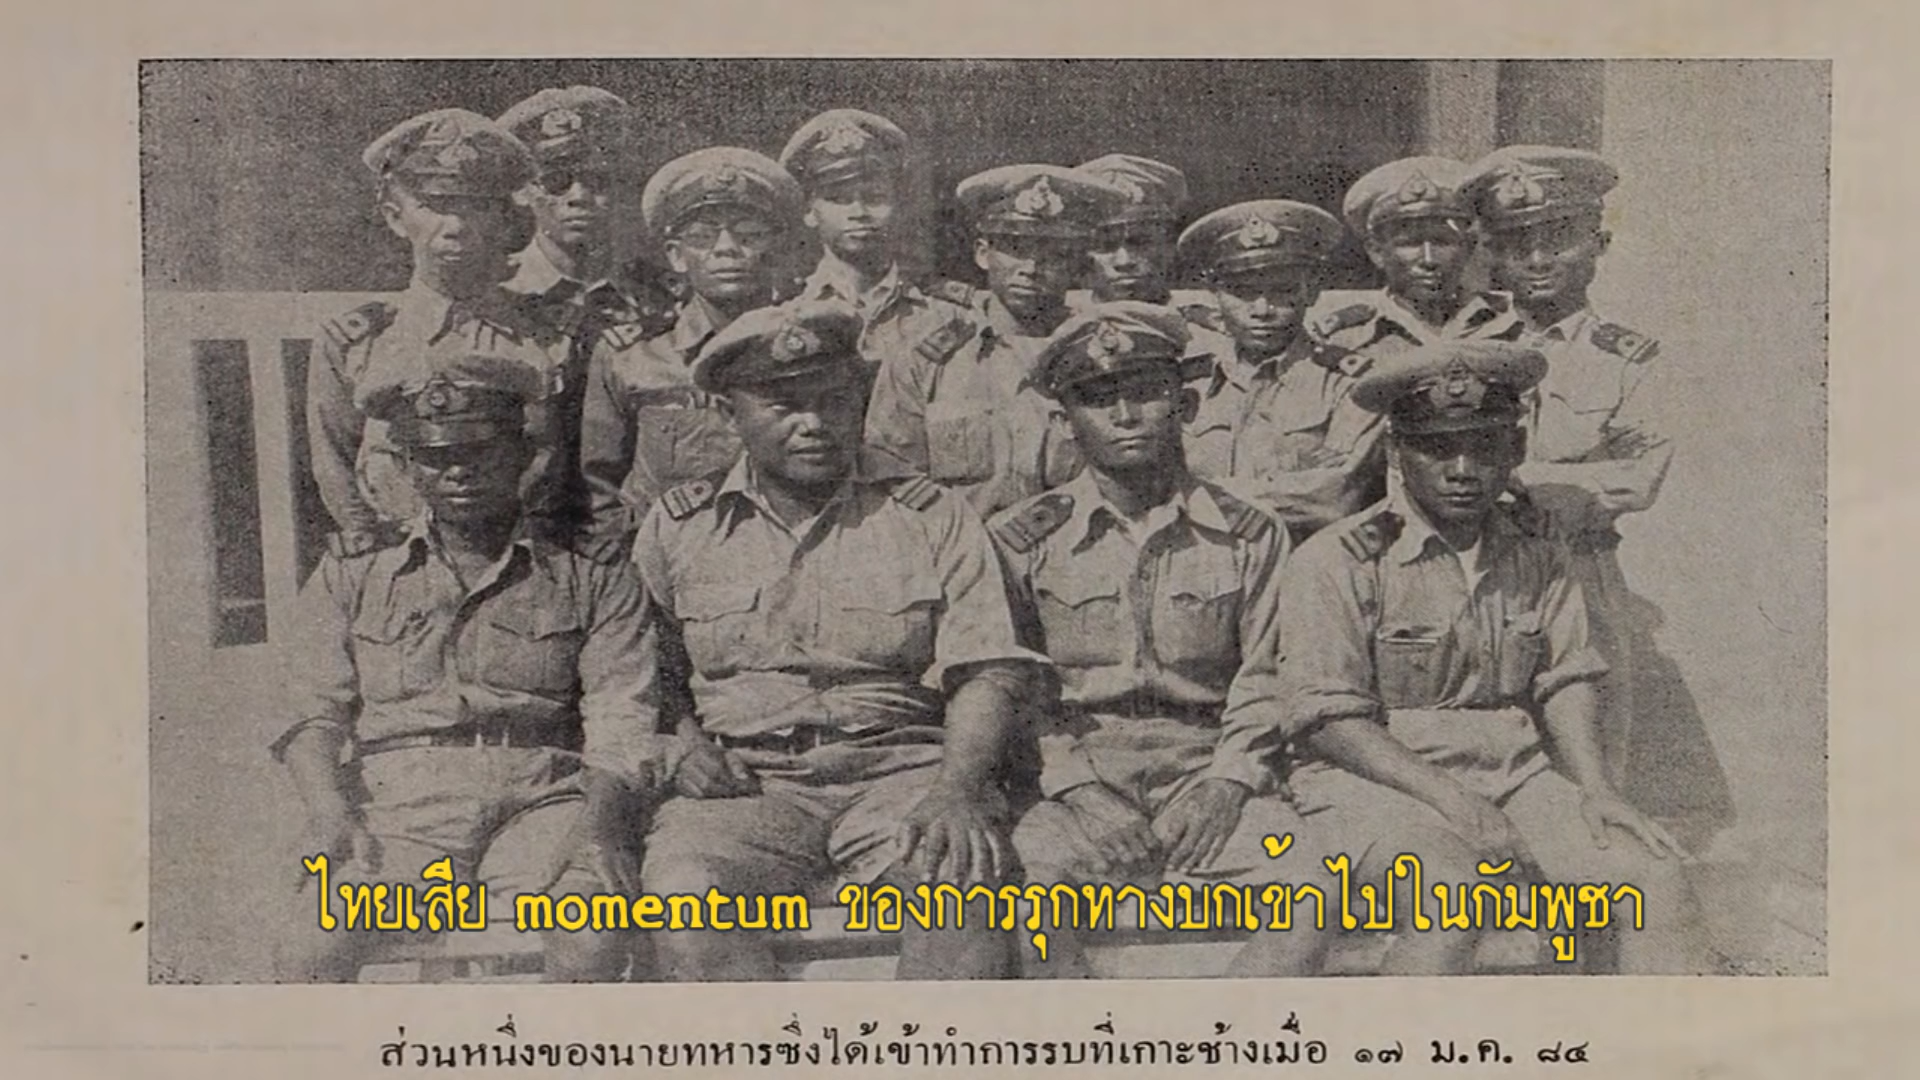 ไทยเสีย momentum ของการรุกทางบกเข้าไปในกัมพูชา
ส่วนหนึ่งของนายทหารซึ่งได้เข้าทำการรบที่เกาะช้างเมื่อ ๑๗ ม.ค. ๘๔